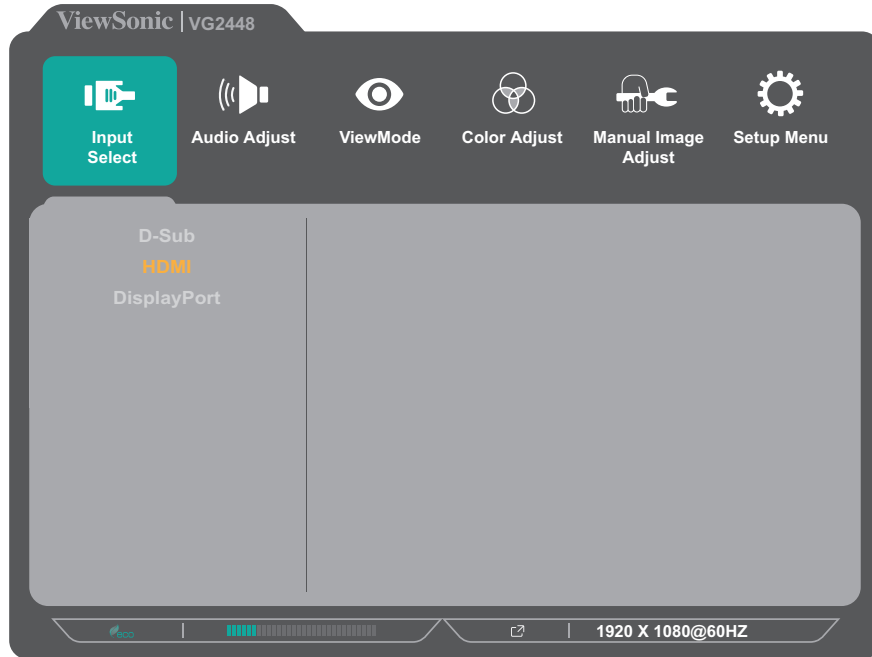 ViewSonic | VG2448
Input
Select
Audio Adjust
ViewMode
Color Adjust
Manual Image
Adjust
Setup Menu
D-Sub
HDMI
DisplayPort
eco
1920 X 1080@60HZ